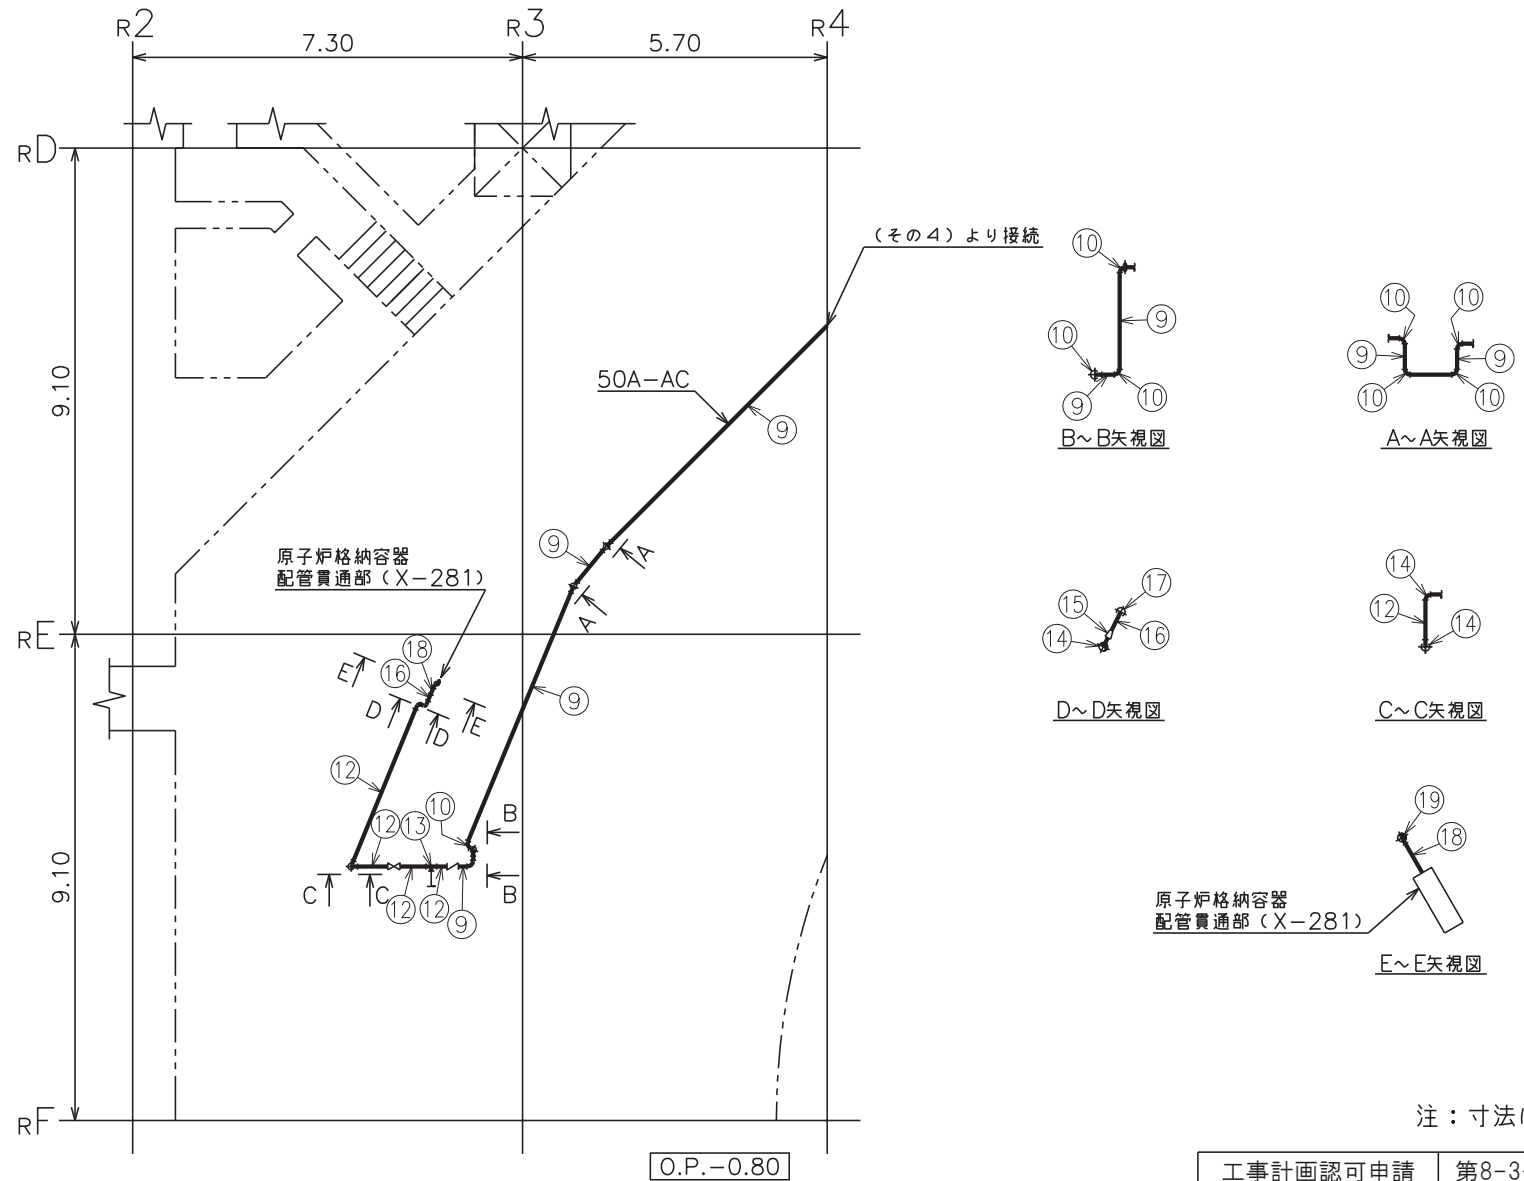 R2
R3
R4
7.30
5.70
RD
(その4)より接続
⑩
⑨
⑩
⑨
⑩
B~B矢視図
⑩
⑩
⑨
⑨
⑩
⑩
A~A矢視図
9.10
50A-AC
⑨
⑨
A
A
原子炉格納容器
配管貫通部(X-281)
RE
⑱
⑯
E
D
D
E
⑨
⑫
⑫
⑬
⑩
B
B
C
C
⑫
⑫
⑨
9.10
⑰
⑮
⑭
⑯
D~D矢視図
⑭
⑫
⑭
C~C矢視図
⑲
⑱
原子炉格納容器
配管貫通部(X-281)
E~E矢視図
RF
O.P.-0.80
注:寸法
工事計画認可申請
第8-3-